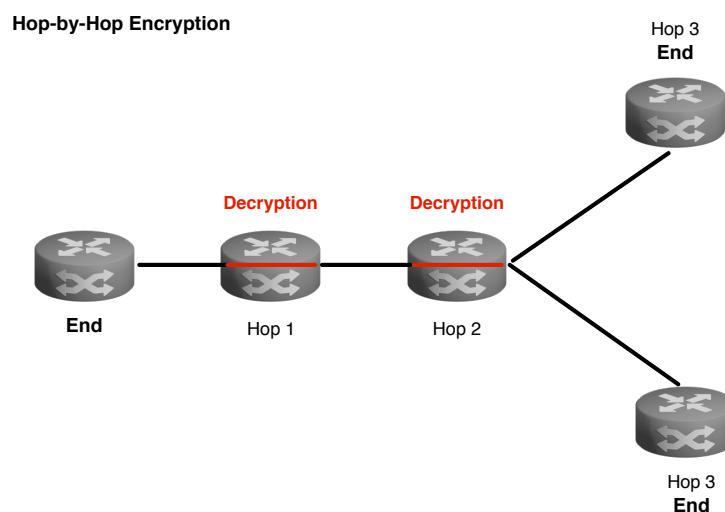 Hop-by-Hop Encryption
Hop 3
End
Decryption
Decryption
End
Hop 1
Hop 2
Hop 3
End